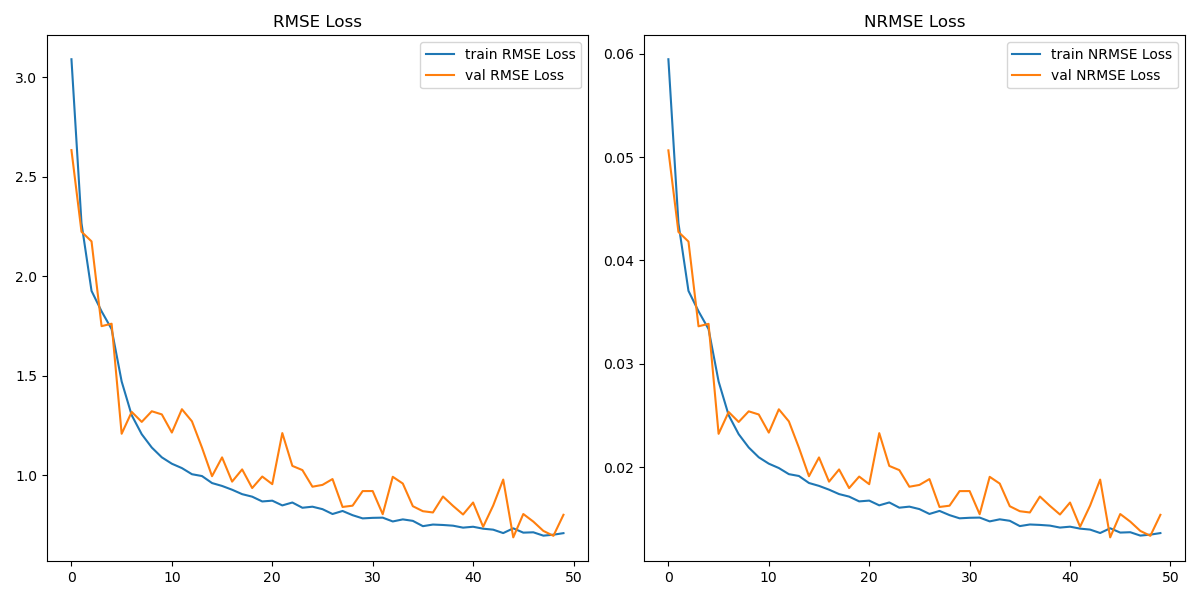 RMSE Loss
train RMSE Loss
val RMSE Loss
3.0
2.5
2.0
1.5
1.0
0 10 20 30 40 50
NRMSE Loss
train NRMSE Loss
val NRMSE Loss
0.06
0.05
0.04
0.03
0.02
0 10 20 30 40 50